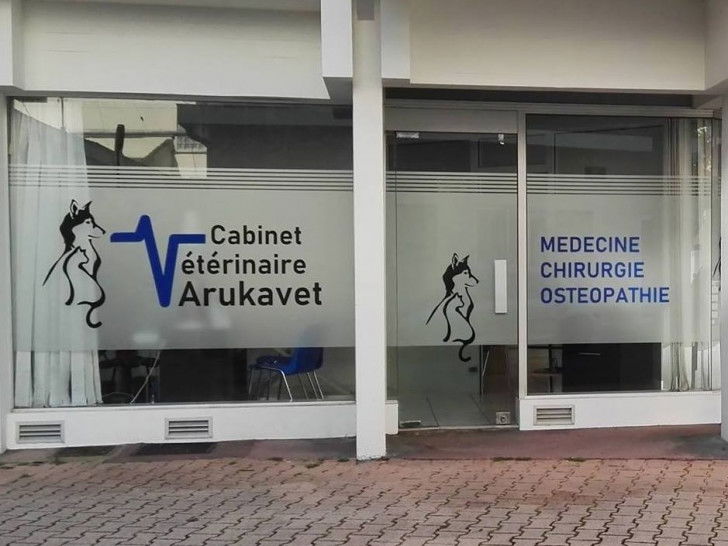 Cabinet
Vétérinaire
Arukavet
MEDECINE
CHIRURGIE
OSTEOPATHIE